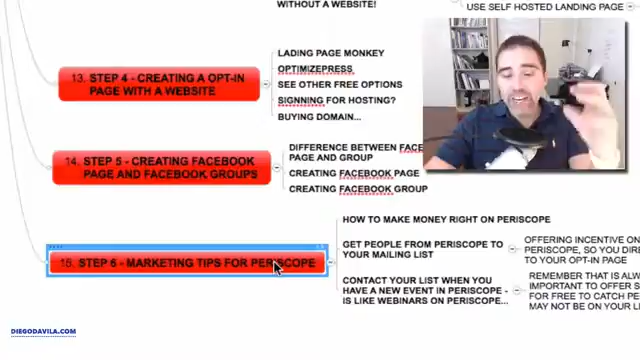 WITHOUT A WEBSITE!
USE SELF HOSTED LANDING PAGE
13. STEP 4 - CREATING A OPT-IN
PAGE WITH A WEBSITE
LADING PAGE MONKEY
OPTIMIZEPRESS
SEE OTHER FREE OPTIONS
SIGNNING FOR HOSTING?
BUYING DOMAIN...
14. STEP 5 - CREATING FACEBOOK
PAGE AND FACEBOOK GROUPS
DIFFERENCE BETWEEN FACE
PAGE AND GROUP
CREATING FACEBOOK PAGE
CREATING FACEBOOK GROUP
15. STEP 6 - MARKETING TIPS FOR PERISCOPE
HOW TO MAKE MONEY RIGHT ON PERISCOPE
GET PEOPLE FROM PERISCOPE TO
YOUR MAILING LIST
OFFERING INCENTIVE ON
PERISCOPE, SO YOU DIRE
TO YOUR OPT-IN PAGE
CONTACT YOUR LIST WHEN YOU
HAVE A NEW EVENT IN PERISCOPE -
IS LIKE WEBINARS ON PERISCOPE...
REMEMBER THAT IS ALW
IMPORTANT TO OFFER S
FOR FREE TO CATCH PE
MAY NOT BE ON YOUR LI
DIEGODAVILA.COM